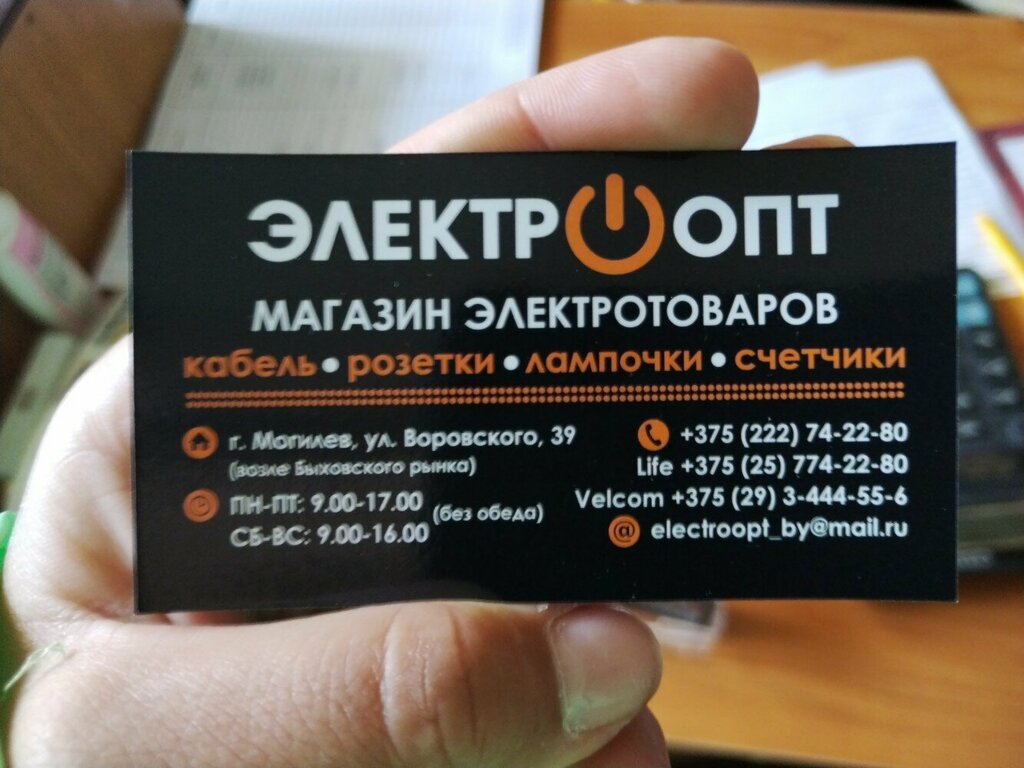 ЭЛЕКТРООПТ
МАГАЗИН ЭЛЕКТРОТОВАРОВ
кабель • розетки • лампочки • счетчики
г. Могилев, ул. Воровского, 39
(возле Быховского рынка)
ПН-ПТ: 9.00-17.00 (без обеда)
СБ-ВС: 9.00-16.00
+375 (222) 74-22-80
Life +375 (25) 774-22-80
Velcom +375 (29) 3-444-55-6
@ electroopt_by@mail.ru